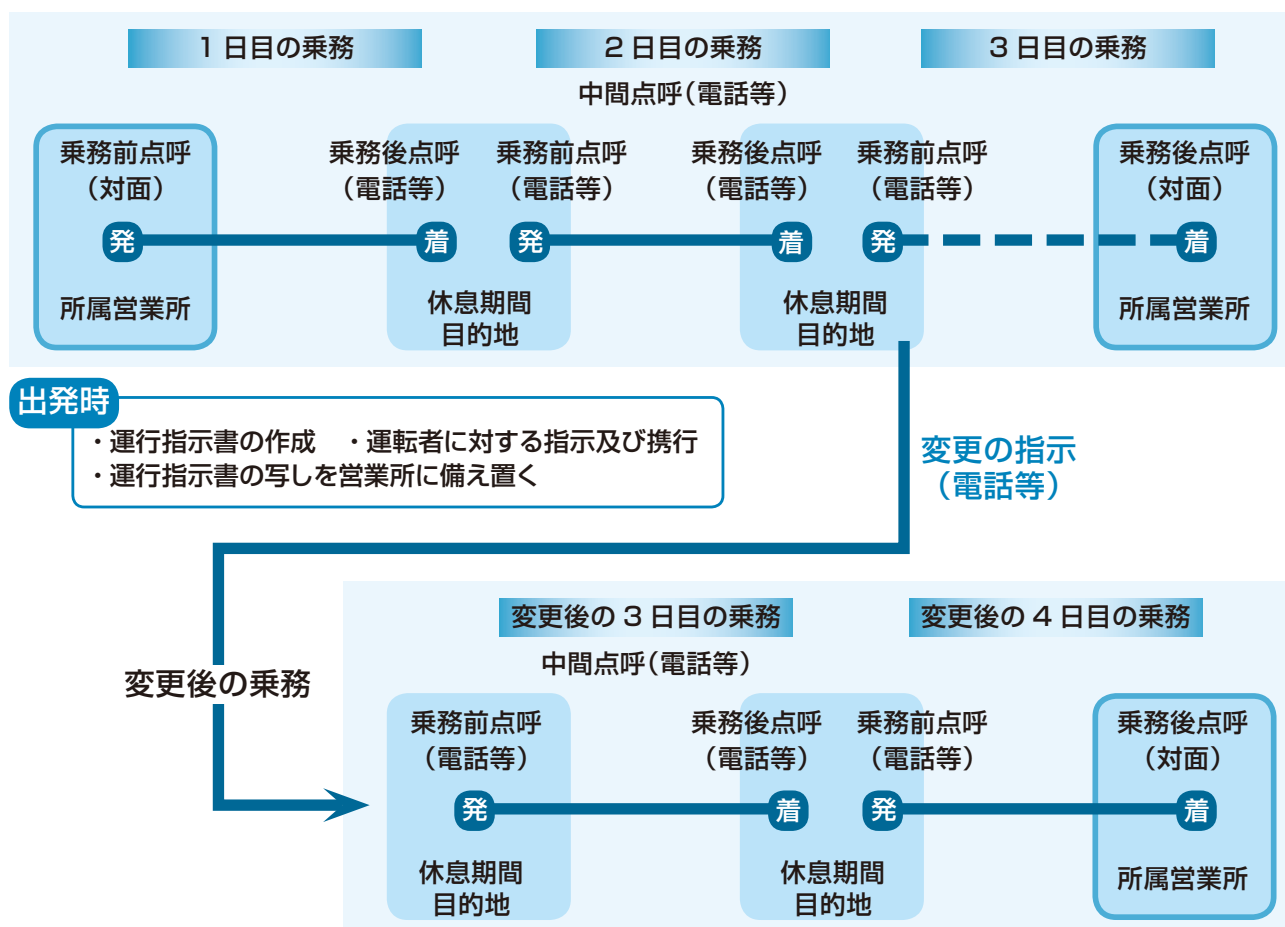 1日目の乗務
2日目の乗務
3日目の乗務
中間点呼(電話等)
乗務前点呼
(対面)
乗務後点呼
(電話等)
乗務前点呼
(電話等)
乗務後点呼
(電話等)
乗務前点呼
(電話等)
乗務後点呼
(対面)
発
着
発
着
発
着
所属営業所
休息期間
目的地
休息期間
目的地
所属営業所
出発時
・運行指示書の作成 ・運転者に対する指示及び携行
・運行指示書の写しを営業所に備え置く
変更の指示
(電話等)
変更後の乗務
変更後の3日目の乗務
変更後の4日目の乗務
中間点呼(電話等)
乗務前点呼
(電話等)
乗務後点呼
(電話等)
乗務前点呼
(電話等)
乗務後点呼
(対面)
発
着
発
着
休息期間
目的地
休息期間
目的地
所属営業所